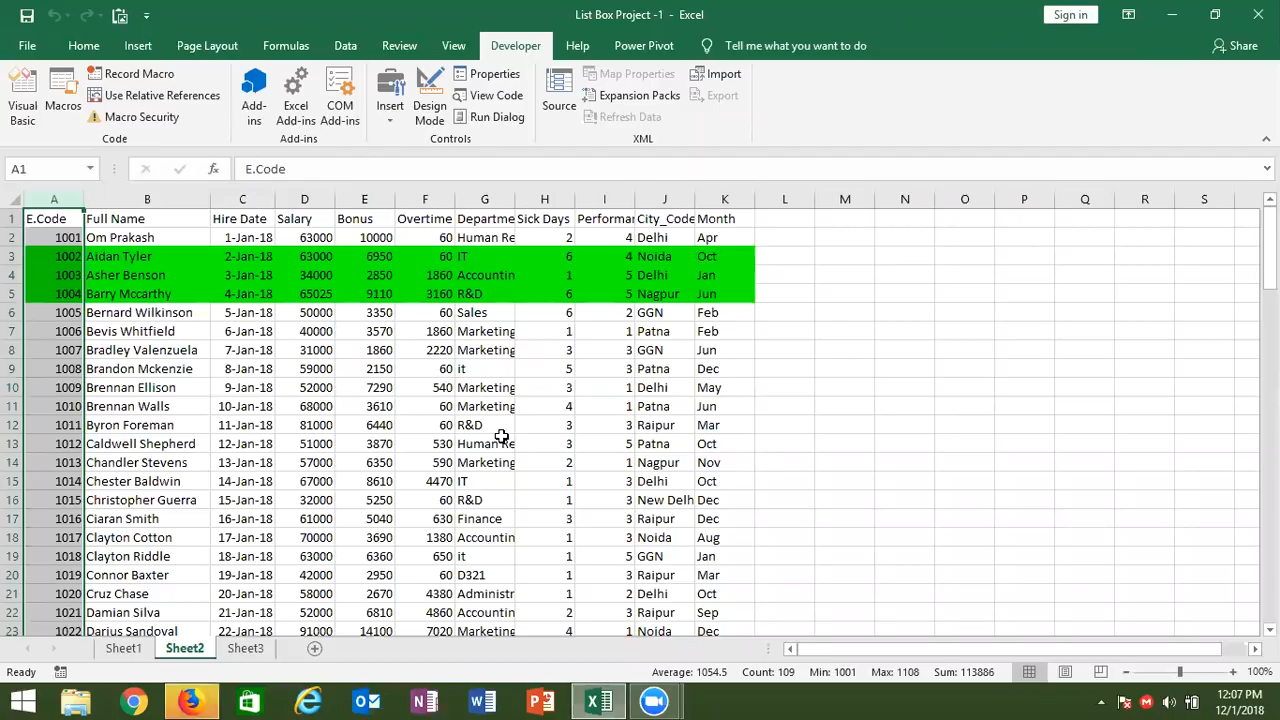 List Box Project -1 - Excel
Sign in
File Home Insert Page Layout Formulas Data Review View Developer Help Power Pivot Tell me what you want to do Share
Visual Basic
Macros
Record Macro
Use Relative References
Macro Security
Code
Add-ins
Excel Add-ins
COM Add-ins
Add-ins
Insert
Design Mode
Properties
View Code
Run Dialog
Controls
Source
Map Properties
Expansion Packs
Refresh Data
Import
Export
XML
A1 fx E.Code
A B C D E F G H I J K L M N O P Q R S
1 E.Code Full Name Hire Date Salary Bonus Overtime Departme Sick Days Performar City_Code Month
2 1001 Om Prakash 1-Jan-18 63000 10000 60 Human Re 2 4 Delhi Apr
3 1002 Aidan Tyler 2-Jan-18 63000 6950 60 IT 6 4 Noida Oct
4 1003 Asher Benson 3-Jan-18 34000 2850 1860 Accountin 1 5 Delhi Jan
5 1004 Barry Mccarthy 4-Jan-18 65025 9110 3160 R&D 6 5 Nagpur Jun
6 1005 Bernard Wilkinson 5-Jan-18 50000 3350 60 Sales 6 2 GGN Feb
7 1006 Bevis Whitfield 6-Jan-18 40000 3570 1860 Marketing 1 1 Patna Feb
8 1007 Bradley Valenzuela 7-Jan-18 31000 1860 2220 Marketing 3 3 GGN Jun
9 1008 Brandon Mckenzie 8-Jan-18 59000 2150 60 it 5 3 Patna Dec
10 1009 Brennan Ellison 9-Jan-18 52000 7290 540 Marketing 3 1 Delhi May
11 1010 Brennan Walls 10-Jan-18 68000 3610 60 Marketing 4 1 Patna Jun
12 1011 Byron Foreman 11-Jan-18 81000 6440 60 R&D 3 3 Raipur Mar
13 1012 Caldwell Shepherd 12-Jan-18 51000 3870 530 Human Re 3 5 Patna Oct
14 1013 Chandler Stevens 13-Jan-18 57000 6350 590 Marketing 2 1 Nagpur Nov
15 1014 Chester Baldwin 14-Jan-18 67000 8610 4470 IT 1 3 Delhi Oct
16 1015 Christopher Guerra 15-Jan-18 32000 5250 60 R&D 1 3 New Delh Dec
17 1016 Ciaran Smith 16-Jan-18 61000 5040 630 Finance 3 3 Raipur Dec
18 1017 Clayton Cotton 17-Jan-18 70000 3690 1380 Accountin 1 3 Noida Aug
19 1018 Clayton Riddle 18-Jan-18 63000 6360 650 it 1 5 GGN Jan
20 1019 Connor Baxter 19-Jan-18 42000 2950 60 D321 1 3 Raipur Mar
21 1020 Cruz Chase 20-Jan-18 58000 2670 4380 Administr 1 2 Delhi Oct
22 1021 Damian Silva 21-Jan-18 52000 6810 4860 Accountin 2 3 Raipur Sep
23 1022 Darius Sandoval 22-Jan-18 91000 14100 7020 Marketing 4 1 Noida Dec
Sheet1 Sheet2 Sheet3
Ready Average: 1054.5 Count: 109 Min: 1001 Max: 1108 Sum: 113886 100%
12:07 PM
12/1/2018